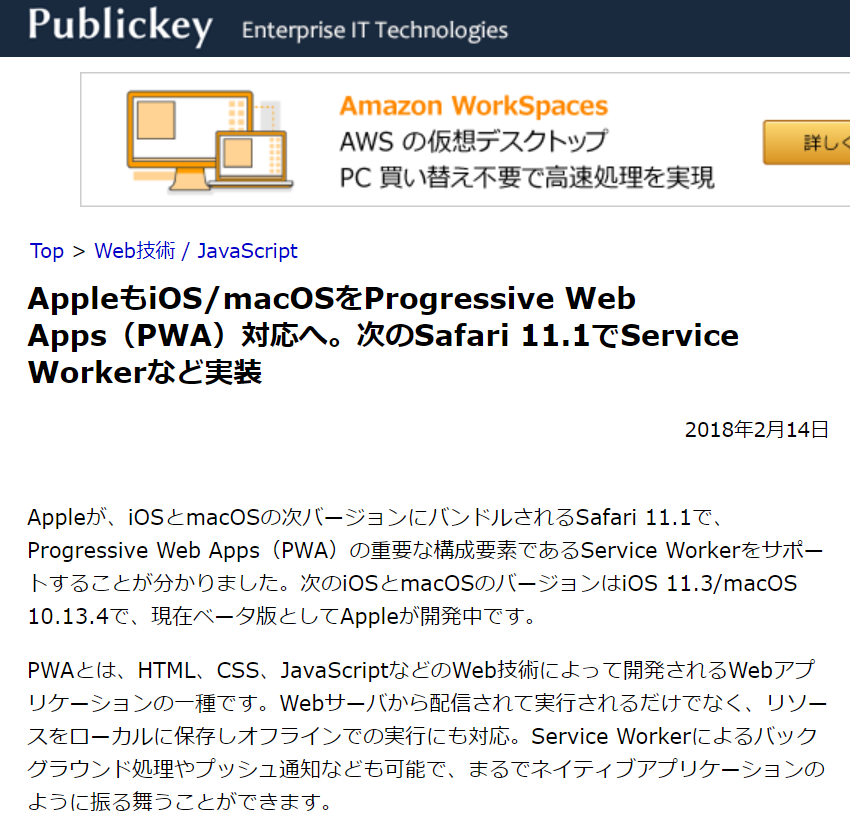 Publickey Enterprise IT Technologies
Amazon WorkSpaces
AWS の仮想デスクトップ
PC 買い替え不要で高速処理を実現
詳しく
Top > Web技術 / JavaScript
AppleもiOS/macOSをProgressive Web
Apps（PWA）対応へ。次のSafari 11.1でService
Workerなど実装
2018年2月14日
Appleが、iOSとmacOSの次バージョンにバンドルされるSafari 11.1で、
Progressive Web Apps（PWA）の重要な構成要素であるService Workerをサポー
トすることが分かりました。次のiOSとmacOSのバージョンはiOS 11.3/macOS
10.13.4で、現在ベータ版としてAppleが開発中です。
PWAとは、HTML、CSS、JavaScriptなどのWeb技術によって開発されるWebアプ
リケーションの一種です。Webサーバから配信されて実行されるだけでなく、リソー
スをローカルに保存しオフラインでの実行にも対応。Service Workerによるバック
グラウンド処理やプッシュ通知なども可能で、まるでネイティブアプリケーションの
ように振る舞うことができます。